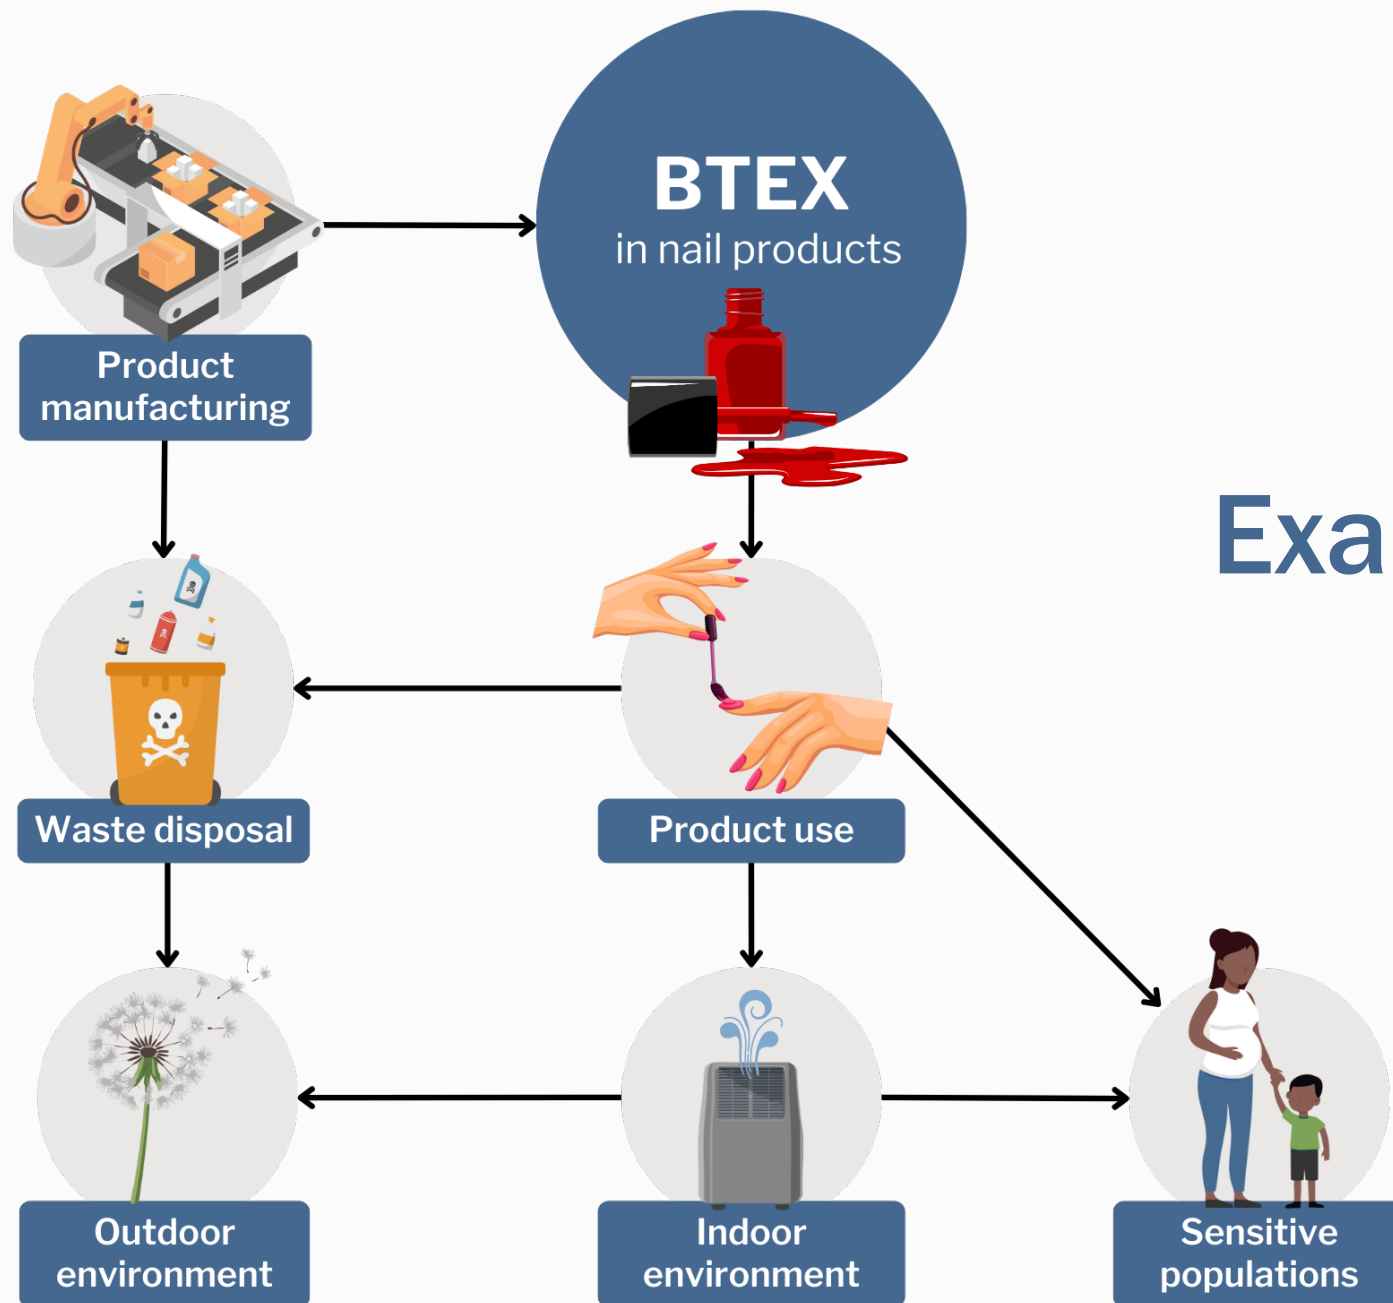 BTEX
in nail products
Product
manufacturing
Exa
Waste disposal
Product use
Outdoor
environment
Indoor
environment
Sensitive
populations